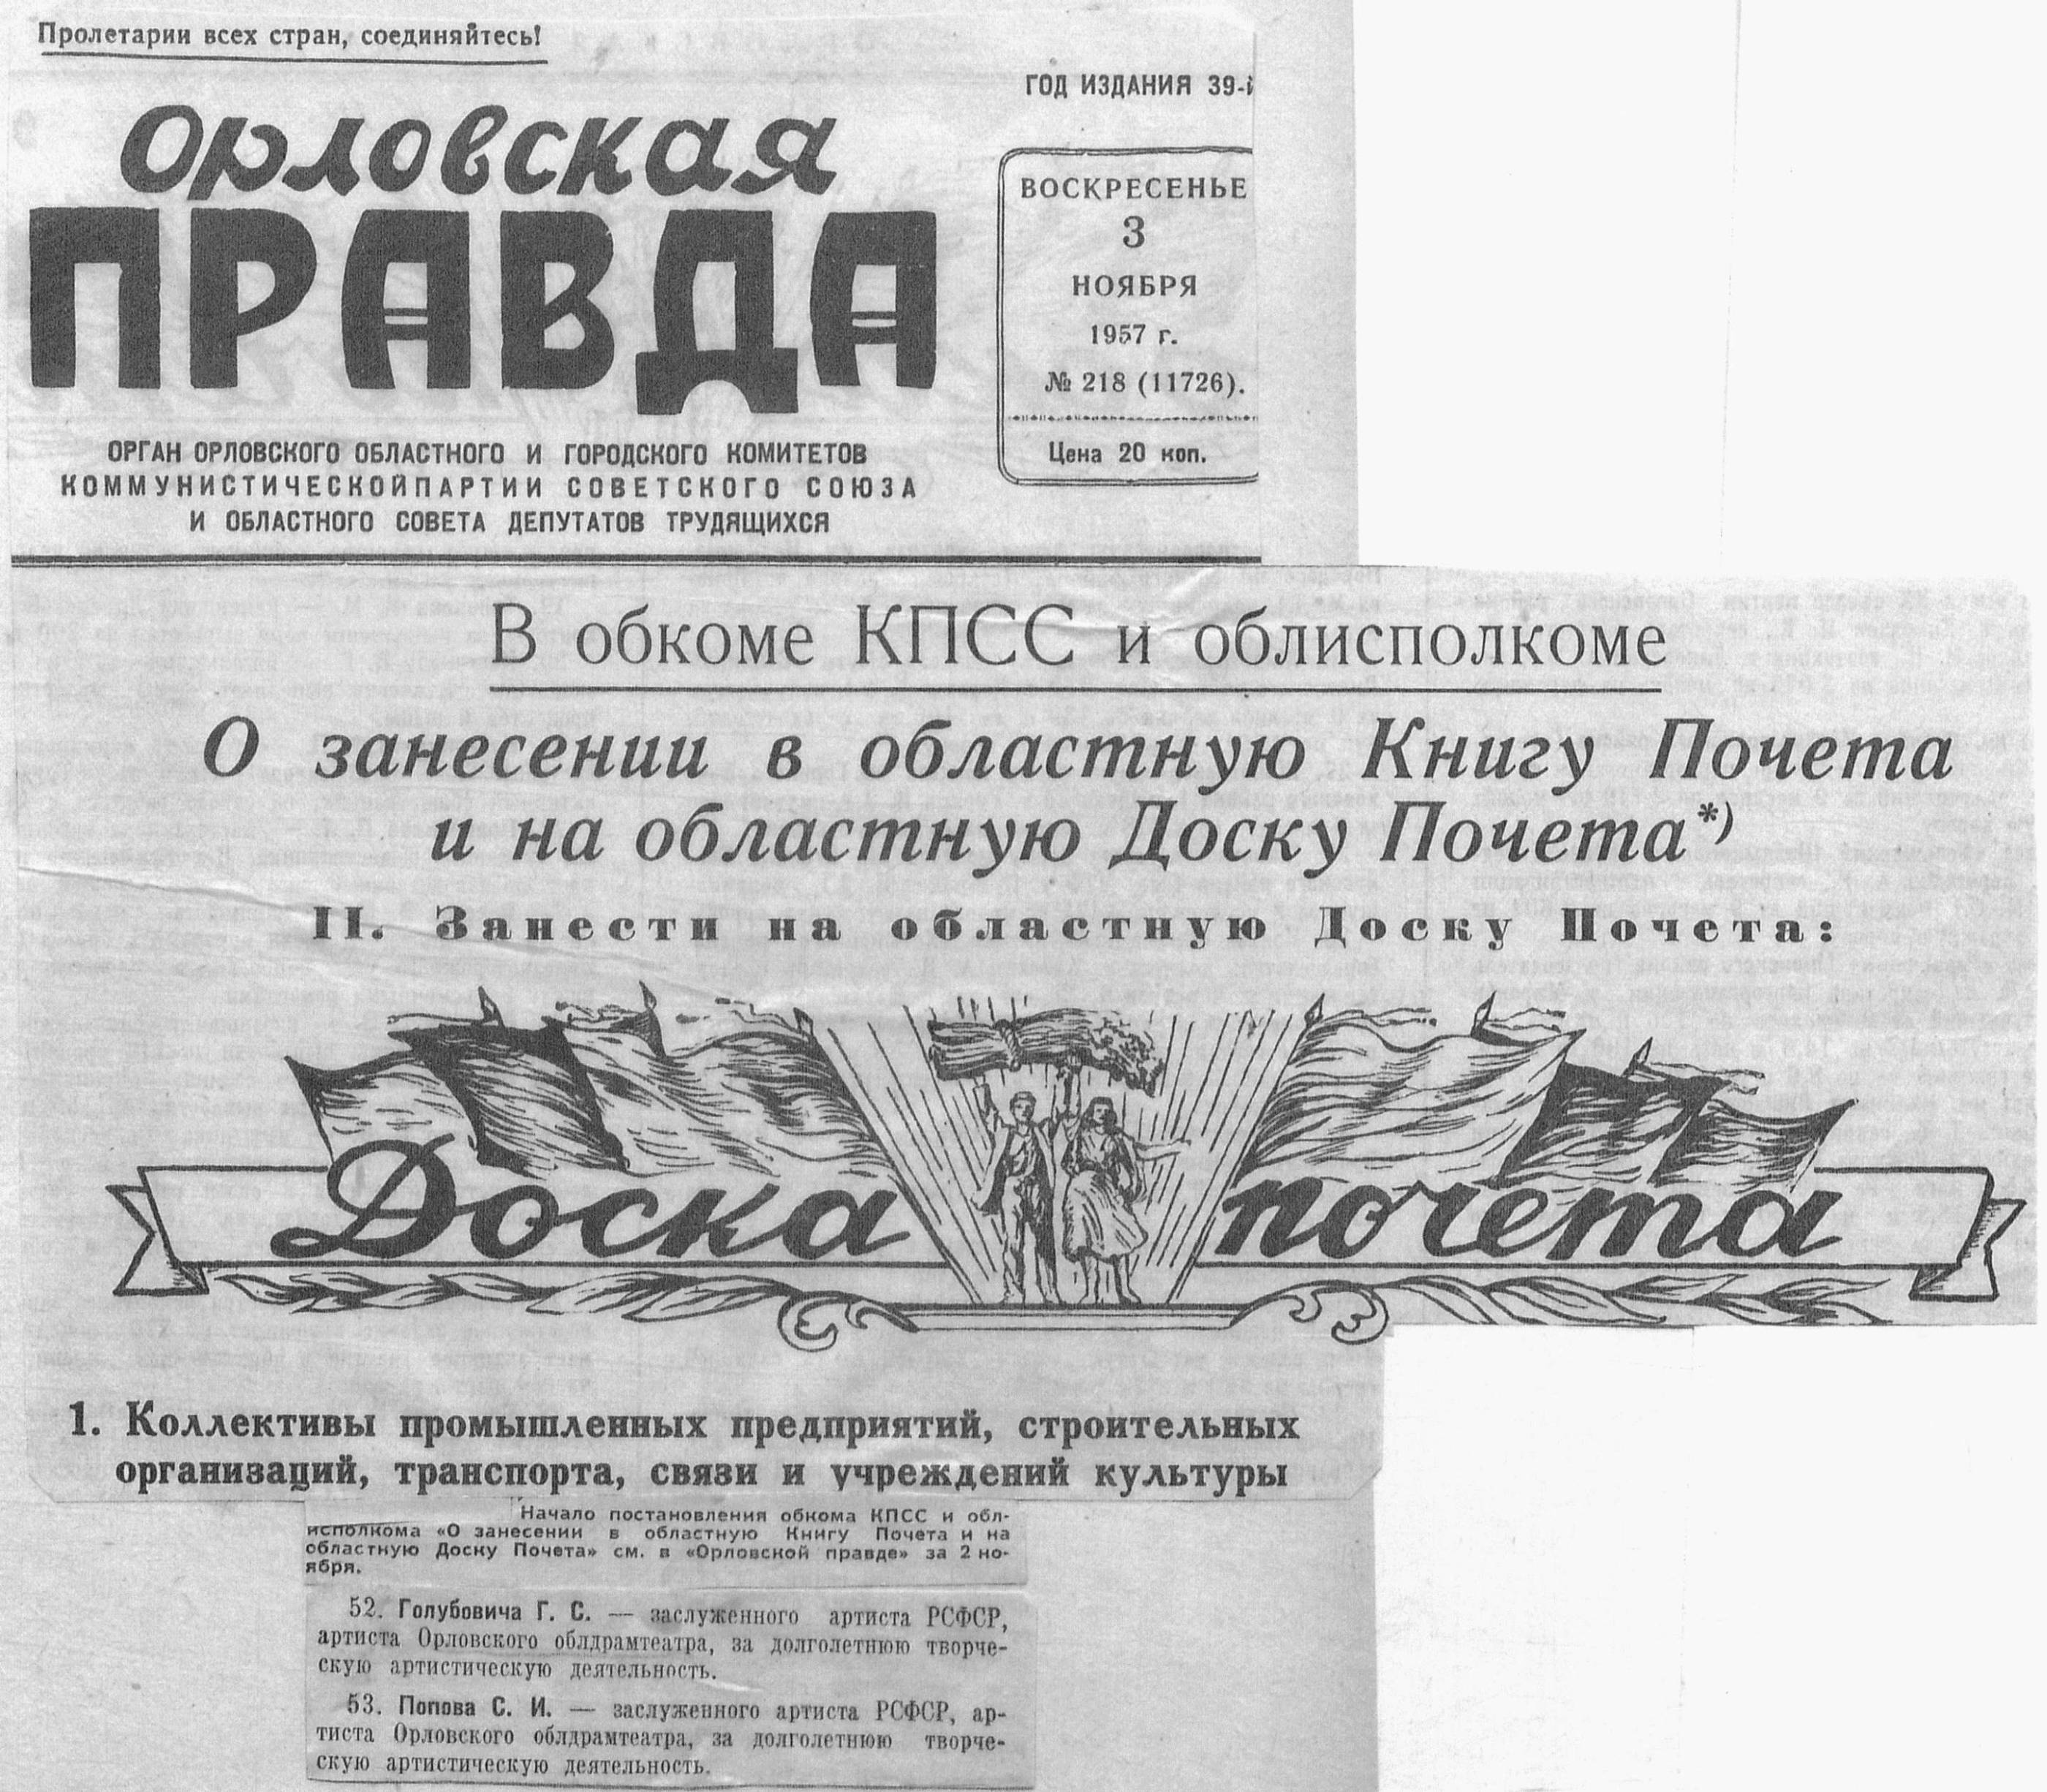 Пролетарии всех стран, соединяйтесь!
ГОД ИЗДАНИЯ 39-й
Орловская
ПРАВДА
ВОСКРЕСЕНЬЕ
3
НОЯБРЯ
1957 г.
№ 218 (11726).
Цена 20 коп.
ОРГАН ОРЛОВСКОГО ОБЛАСТНОГО И ГОРОДСКОГО КОМИТЕТОВ
КОММУНИСТИЧЕСКОЙ ПАРТИИ СОВЕТСКОГО СОЮЗА
И ОБЛАСТНОГО СОВЕТА ДЕПУТАТОВ ТРУДЯЩИХСЯ
В обкоме КПСС и облисполкоме
О занесении в областную Книгу Почета
и на областную Доску Почета*)
II. Занести на областную Доску Почета:
Доска почета
1. Коллективы промышленных предприятий, строительных
организаций, транспорта, связи и учреждений культуры
Начало постановления обкома КПСС и обл-
исполкома «О занесении в областную Книгу Почета и на
областную Доску Почета» см. в «Орловской правде» за 2 но-
ября.
52. Голубовича Г. С. — заслуженного артиста РСФСР,
артиста Орловского облдрамтеатра, за долголетнюю творче-
скую артистическую деятельность.
53. Попова С. И. — заслуженного артиста РСФСР, ар-
тиста Орловского облдрамтеатра, за долголетнюю творче-
скую артистическую деятельность.